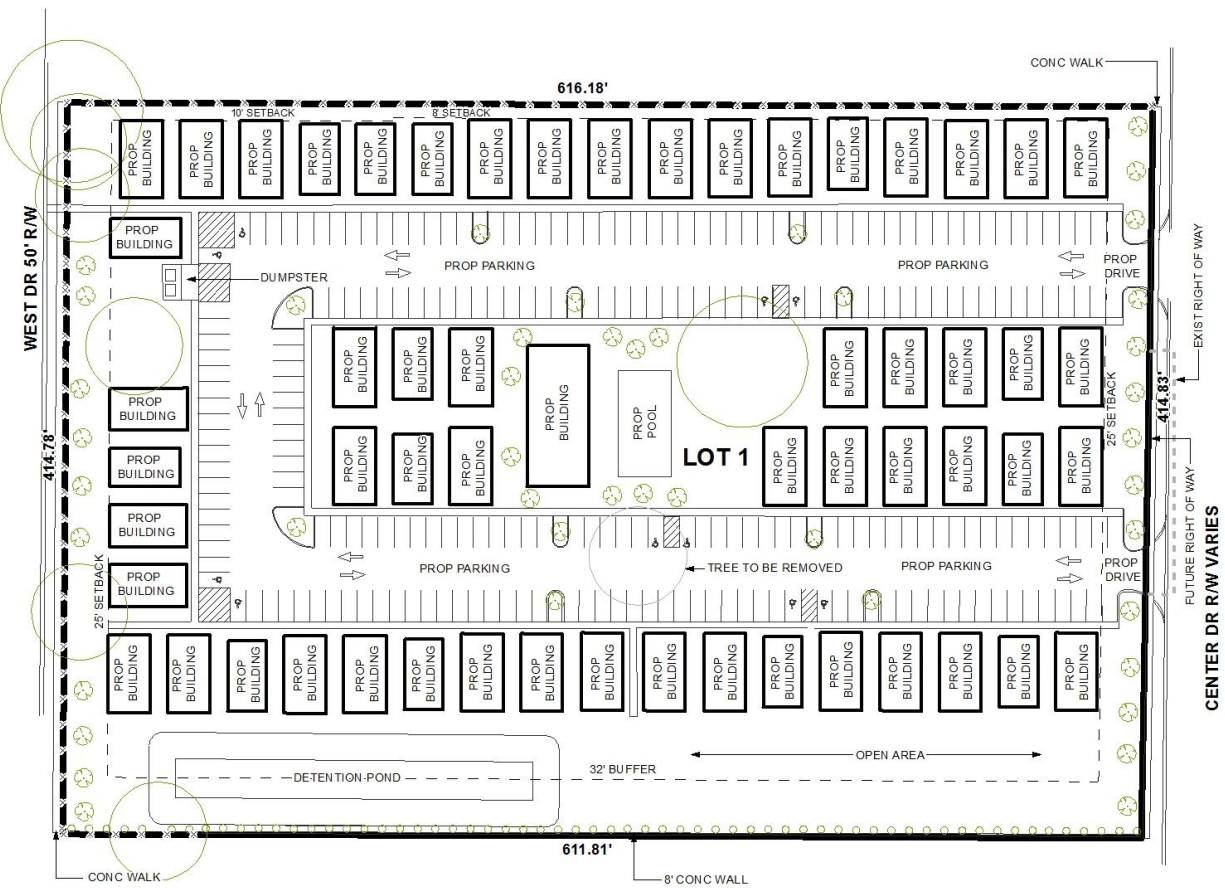 CONC WALK
616.18'
10' SETBACK
8' SETBACK
PROP
BUILDING
PROP
BUILDING
PROP
BUILDING
PROP
BUILDING
PROP
BUILDING
PROP
BUILDING
PROP
BUILDING
PROP
BUILDING
PROP
BUILDING
PROP
BUILDING
PROP
BUILDING
PROP
BUILDING
PROP
BUILDING
PROP
BUILDING
PROP
BUILDING
PROP
BUILDING
PROP
BUILDING
WEST DR 50' R/W
PROP
BUILDING
DUMPSTER
PROP PARKING
PROP PARKING
PROP
DRIVE
EXIST RIGHT OF WAY
PROP
BUILDING
PROP
BUILDING
PROP
BUILDING
PROP
BUILDING
PROP
POOL
PROP
BUILDING
PROP
BUILDING
PROP
BUILDING
PROP
BUILDING
PROP
BUILDING
25' SETBACK
414.83'
414.78'
PROP
BUILDING
PROP
BUILDING
PROP
BUILDING
PROP
BUILDING
PROP
BUILDING
PROP
BUILDING
PROP
BUILDING
LOT 1
PROP
BUILDING
PROP
BUILDING
PROP
BUILDING
PROP
BUILDING
PROP
BUILDING
PROP
BUILDING
FUTURE RIGHT OF WAY
CENTER DR R/W VARIES
25' SETBACK
PROP PARKING
TREE TO BE REMOVED
PROP PARKING
PROP
DRIVE
PROP
BUILDING
PROP
BUILDING
PROP
BUILDING
PROP
BUILDING
PROP
BUILDING
PROP
BUILDING
PROP
BUILDING
PROP
BUILDING
PROP
BUILDING
PROP
BUILDING
PROP
BUILDING
PROP
BUILDING
PROP
BUILDING
PROP
BUILDING
PROP
BUILDING
PROP
BUILDING
PROP
BUILDING
DETENTION POND
32' BUFFER
OPEN AREA
611.81'
CONC WALK
8' CONC WALL